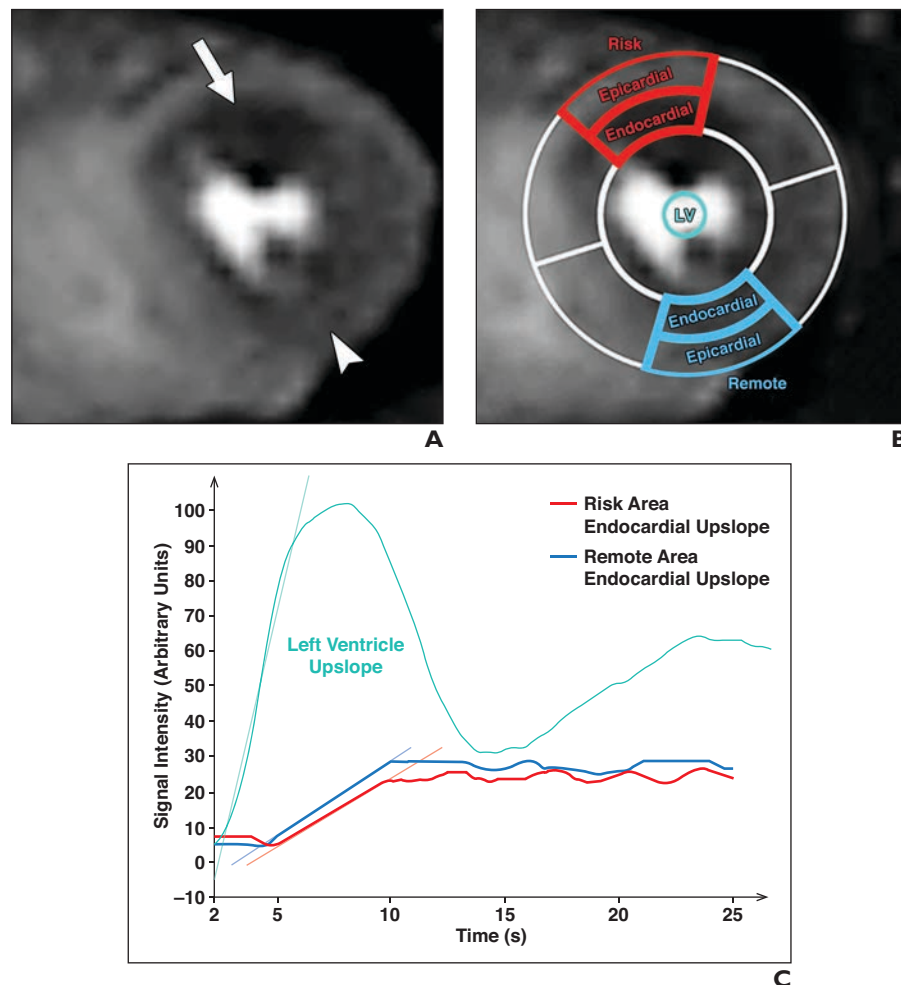 A
Risk
Epicardial
Endocardial
LV
Endocardial
Epicardial
Remote
B
Signal Intensity (Arbitrary Units)
100
90
80
70
60
50
40
30
20
10
0
–10
Left Ventricle
Upslope
Risk Area
Endocardial Upslope
Remote Area
Endocardial Upslope
2
5
10
15
20
25
Time (s)
C